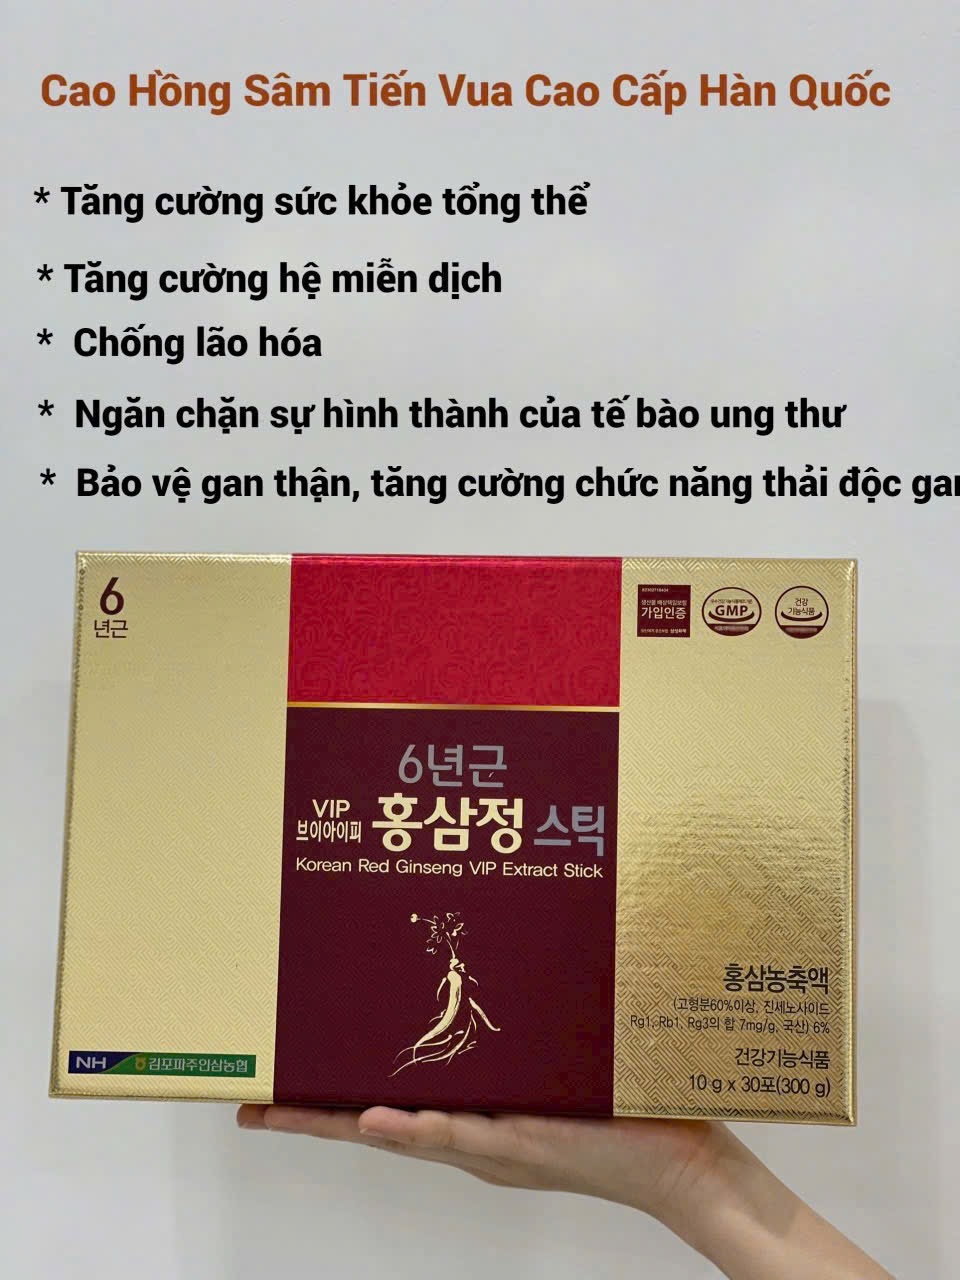 Cao Hồng Sâm Tiến Vua Cao Cấp Hàn Quốc
* Tăng cường sức khỏe tổng thể
* Tăng cường hệ miễn dịch
* Chống lão hóa
* Ngăn chặn sự hình thành của tế bào ung thư
* Bảo vệ gan thận, tăng cường chức năng thải độc gan
6
년근
가입인증
GMP
건강
기능식품
6년근
VIP
브이아이피 홍삼정 스틱
Korean Red Ginseng VIP Extract Stick
홍삼농축액
(고형분60%이상, 진세노사이드
Rg1, Rb1, Rg3의 합 7mg/g, 국산) 6%
건강기능식품
10 g x 30포(300 g)
NH 김포파주인삼농협